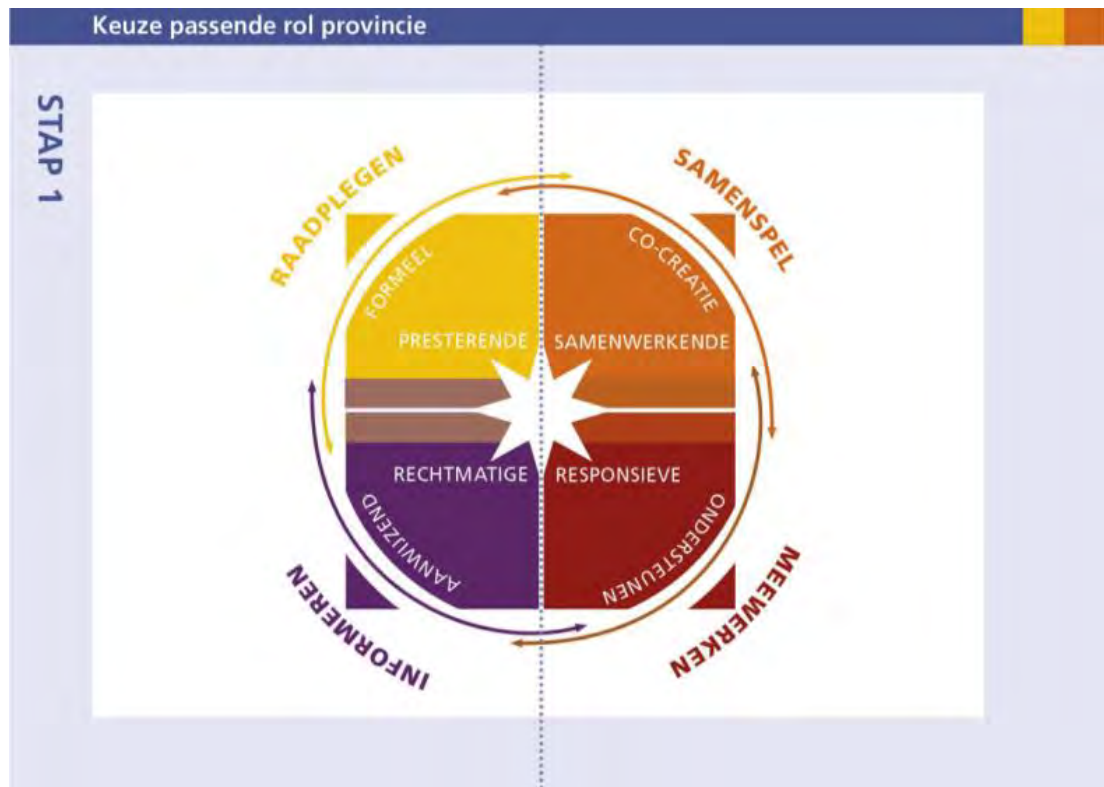 Keuze passende rol provincie
STAP 1
RAADPLEGEN
SAMENSPEL
FORMEEL
CO-CREATIE
PRESTERENDE
SAMENWERKENDE
RECHTMATIGE
RESPONSIEVE
AANWIJZEND
ONDERSTEUNEN
INFORMEREN
MEEWERKEN